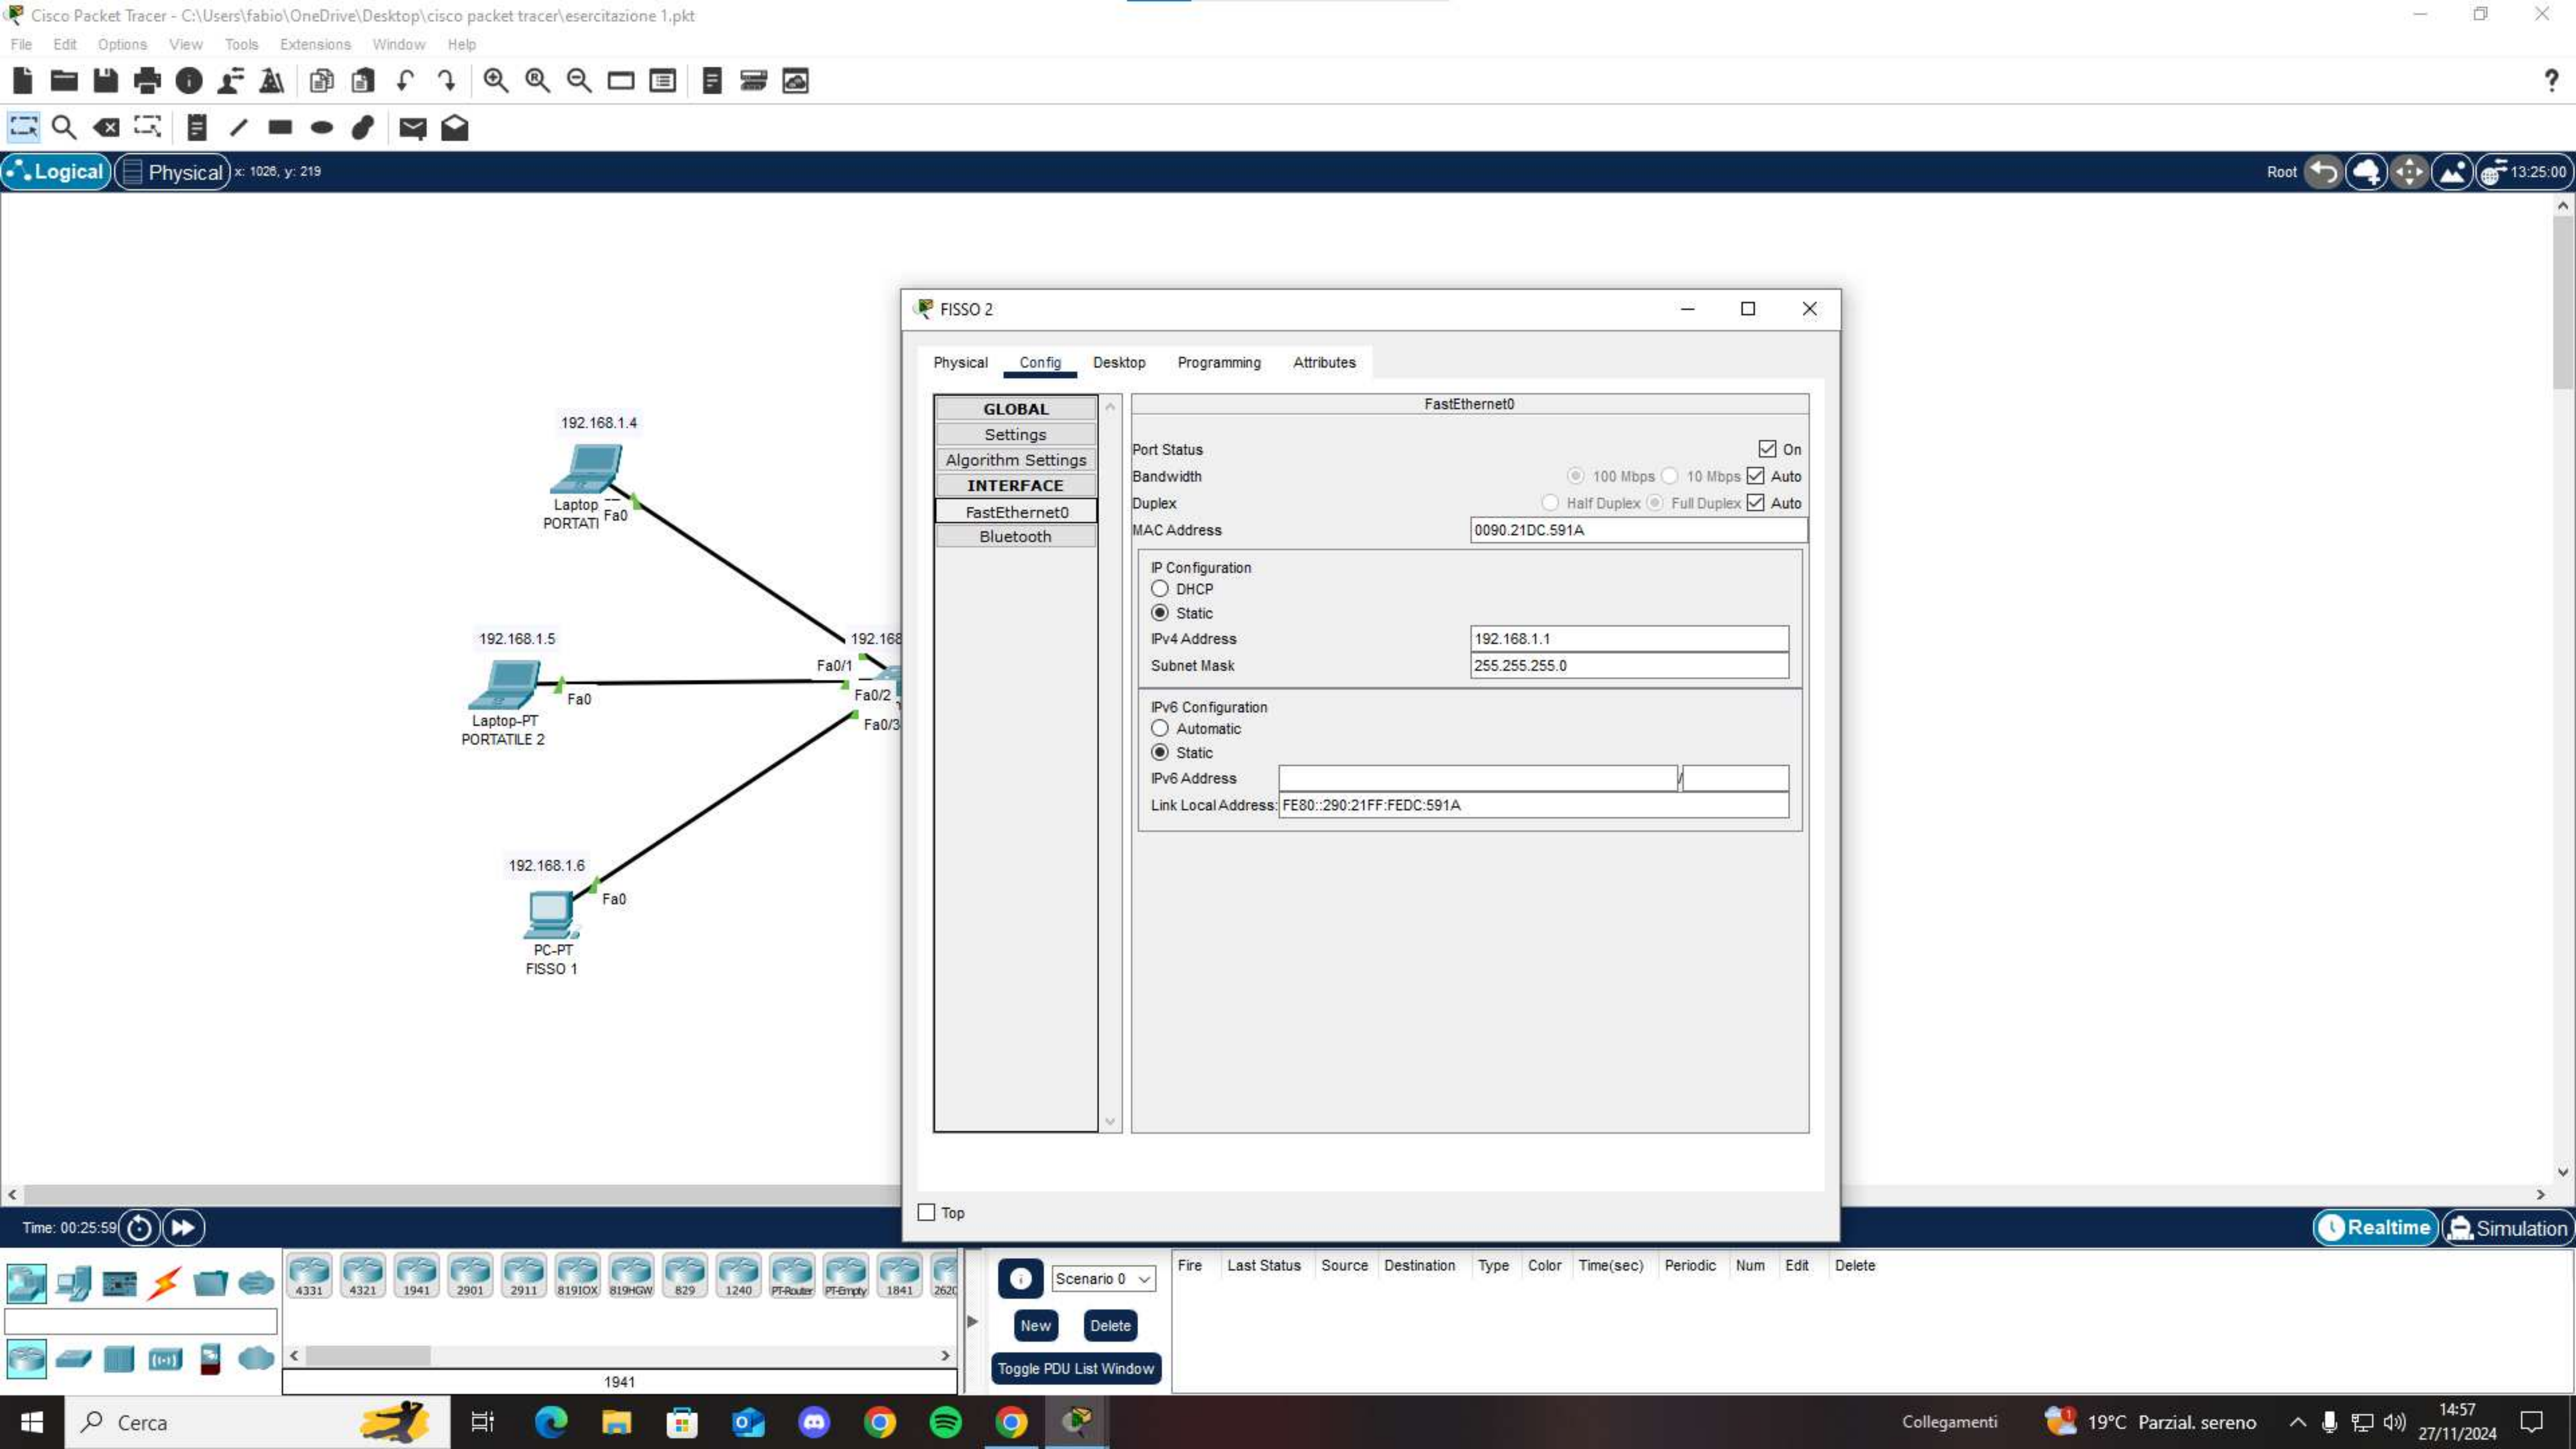 Cisco Packet Tracer - C:\Users\fabio\OneDrive\Desktop\cisco packet tracer\esercitazione 1.pkt
File Edit Options View Tools Extensions Window Help
Logical Physical x: 1026, y: 219 Root 13:25:00
FISSO 2
Physical Config Desktop Programming Attributes
GLOBAL
Settings
Algorithm Settings
INTERFACE
FastEthernet0
Bluetooth
FastEthernet0
Port Status On
Bandwidth 100 Mbps 10 Mbps Auto
Duplex Half Duplex Full Duplex Auto
MAC Address 0090.21DC.591A
IP Configuration
DHCP
Static
IPv4 Address 192.168.1.1
Subnet Mask 255.255.255.0
IPv6 Configuration
Automatic
Static
IPv6 Address /
Link Local Address: FE80::290:21FF:FEDC:591A
Top
192.168.1.4
Laptop
PORTATI
Fa0
192.168.1.5
Fa0
Laptop-PT
PORTATILE 2
192.168
Fa0/1
Fa0/2
Fa0/3
192.168.1.6
Fa0
PC-PT
FISSO 1
Time: 00:25:59 Realtime Simulation
4331 4321 1941 2901 2911 819IOX 819HGW 829 1240 PT-Router PT-Empty 1841
1941
Scenario 0
New Delete
Toggle PDU List Window
Fire Last Status Source Destination Type Color Time(sec) Periodic Num Edit Delete
Cerca
Collegamenti 19°C Parzial. sereno
14:57
27/11/2024